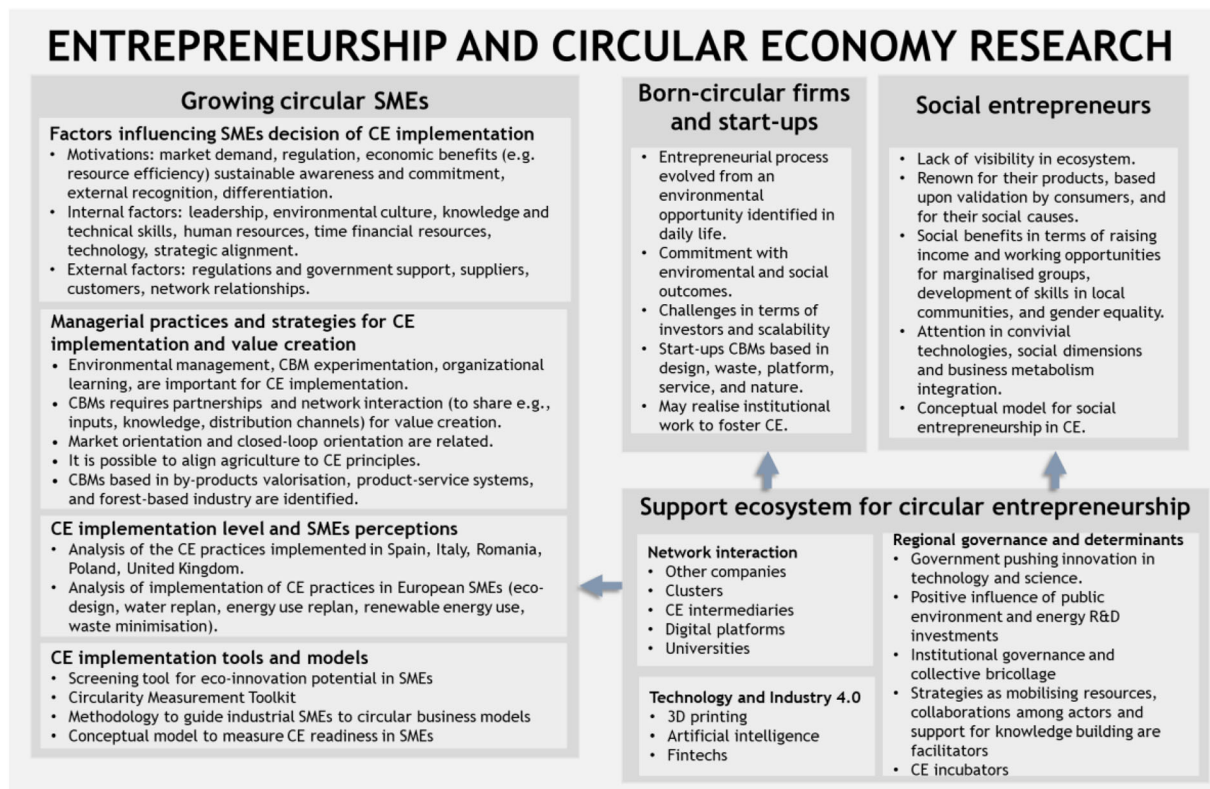 ENTREPRENEURSHIP AND CIRCULAR ECONOMY RESEARCH
Growing circular SMEs
Factors influencing SMEs decision of CE implementation
• Motivations: market demand, regulation, economic benefits (e.g.
resource efficiency) sustainable awareness and commitment,
external recognition, differentiation.
• Internal factors: leadership, environmental culture, knowledge and
technical skills, human resources, time financial resources,
technology, strategic alignment.
• External factors: regulations and government support, suppliers,
customers, network relationships.
Managerial practices and strategies for CE
implementation and value creation
• Environmental management, CBM experimentation, organizational
learning, are important for CE implementation.
• CBMs requires partnerships and network interaction (to share e.g.,
inputs, knowledge, distribution channels) for value creation.
• Market orientation and closed-loop orientation are related.
• It is possible to align agriculture to CE principles.
• CBMs based in by-products valorisation, product-service systems,
and forest-based industry are identified.
CE implementation level and SMEs perceptions
• Analysis of the CE practices implemented in Spain, Italy, Romania,
Poland, United Kingdom.
• Analysis of implementation of CE practices in European SMEs (eco-
design, water replan, energy use replan, renewable energy use,
waste minimisation).
CE implementation tools and models
• Screening tool for eco-innovation potential in SMEs
• Circularity Measurement Toolkit
• Methodology to guide industrial SMEs to circular business models
• Conceptual model to measure CE readiness in SMEs
Born-circular firms
and start-ups
• Entrepreneurial process
evolved from an
environmental
opportunity identified in
daily life.
• Commitment with
enviromental and social
outcomes.
• Challenges in terms of
investors and scalability
• Start-ups CBMs based in
design, waste, platform,
service, and nature.
• May realise institutional
work to foster CE.
Social entrepreneurs
• Lack of visibility in ecosystem.
• Renown for their products, based
upon validation by consumers, and
for their social causes.
• Social benefits in terms of raising
income and working opportunities
for marginalised groups,
development of skills in local
communities, and gender equality.
• Attention in convivial
technologies, social dimensions
and business metabolism
integration.
• Conceptual model for social
entrepreneurship in CE.
Support ecosystem for circular entrepreneurship
Network interaction
• Other companies
• Clusters
• CE intermediaries
• Digital platforms
• Universities
Technology and Industry 4.0
• 3D printing
• Artificial intelligence
• Fintechs
Regional governance and determinants
• Government pushing innovation in
technology and science.
• Positive influence of public
environment and energy R&D
investments
• Institutional governance and
collective bricollage
• Strategies as mobilising resources,
collaborations among actors and
support for knowledge building are
facilitators
• CE incubators